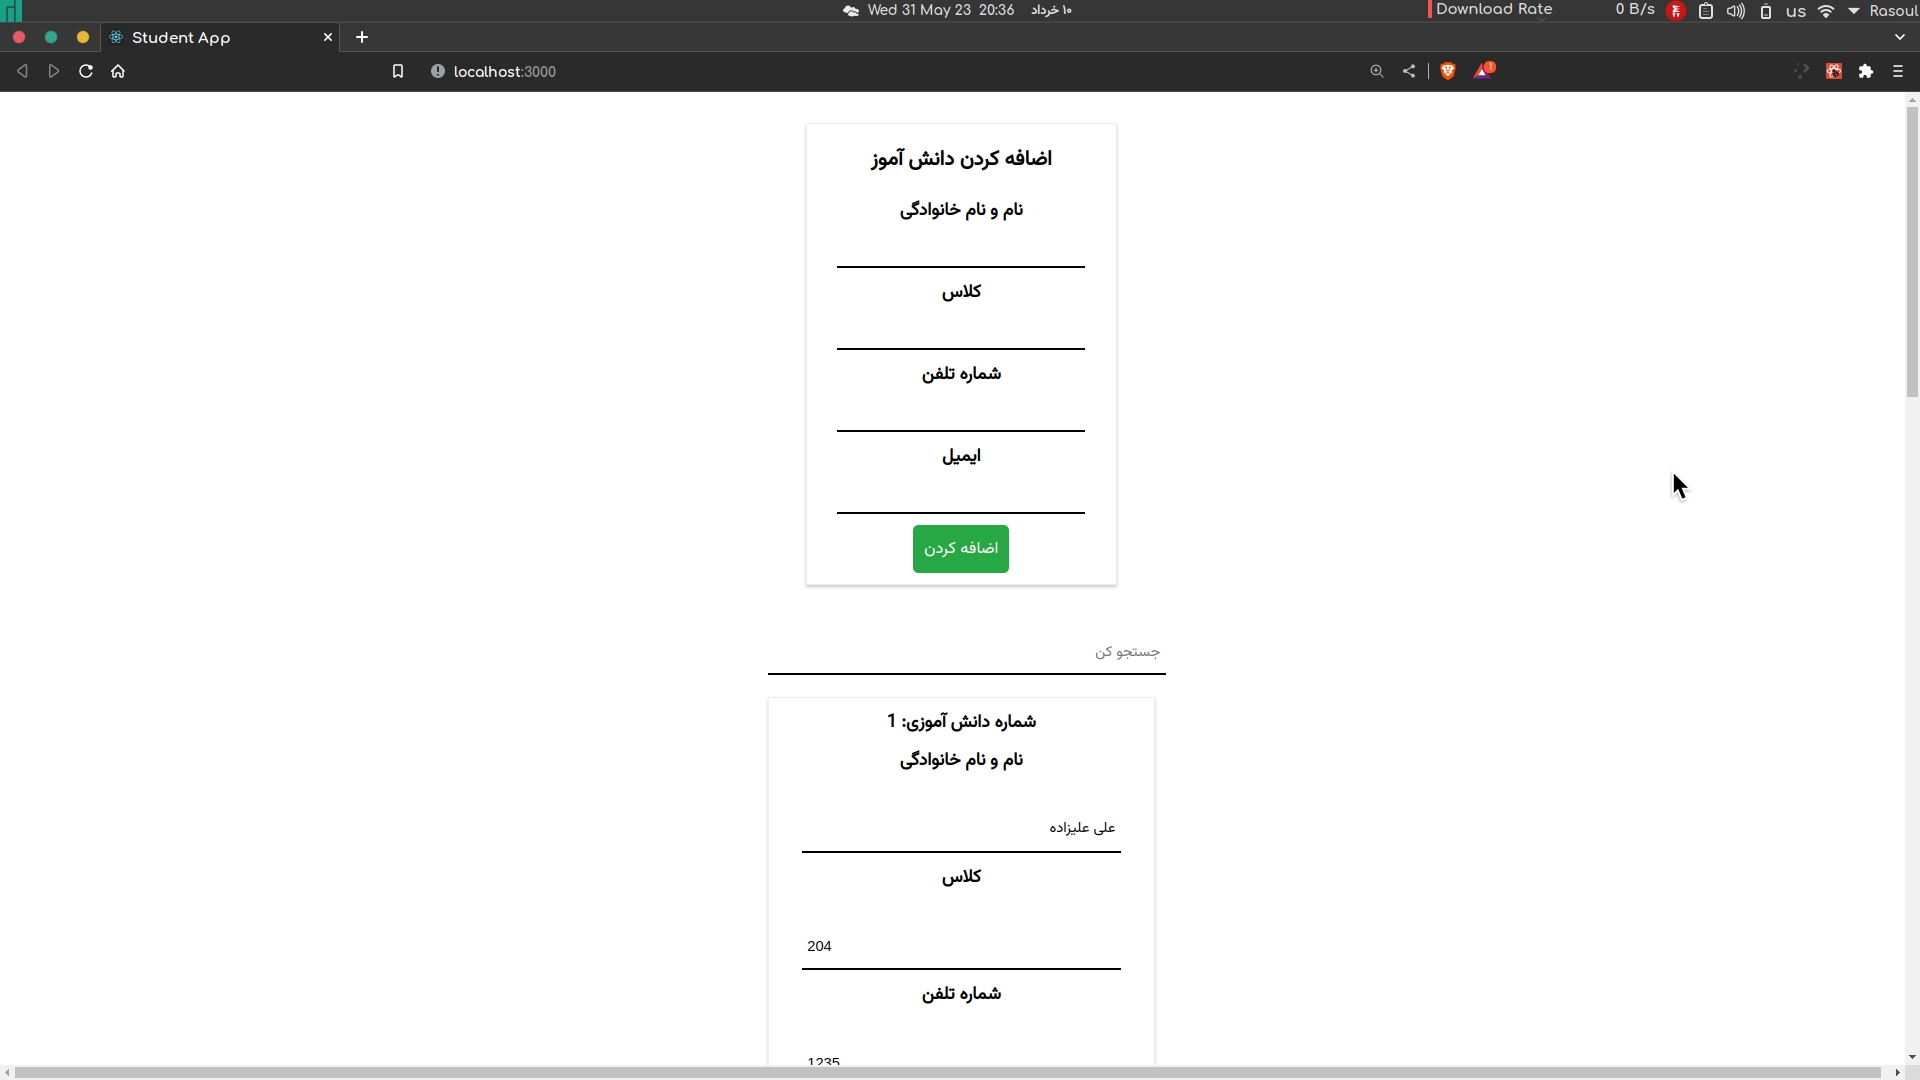 Wed 31 May 23 20:36 ۱۰ خرداد
Download Rate 0 B/s us Rasoul
Student App
localhost:3000
1
اضافه کردن دانش آموز
نام و نام خانوادگی
کلاس
شماره تلفن
ایمیل
اضافه کردن
جستجو کن
شماره دانش آموزی: 1
نام و نام خانوادگی
علی علیزاده
کلاس
204
شماره تلفن
1235